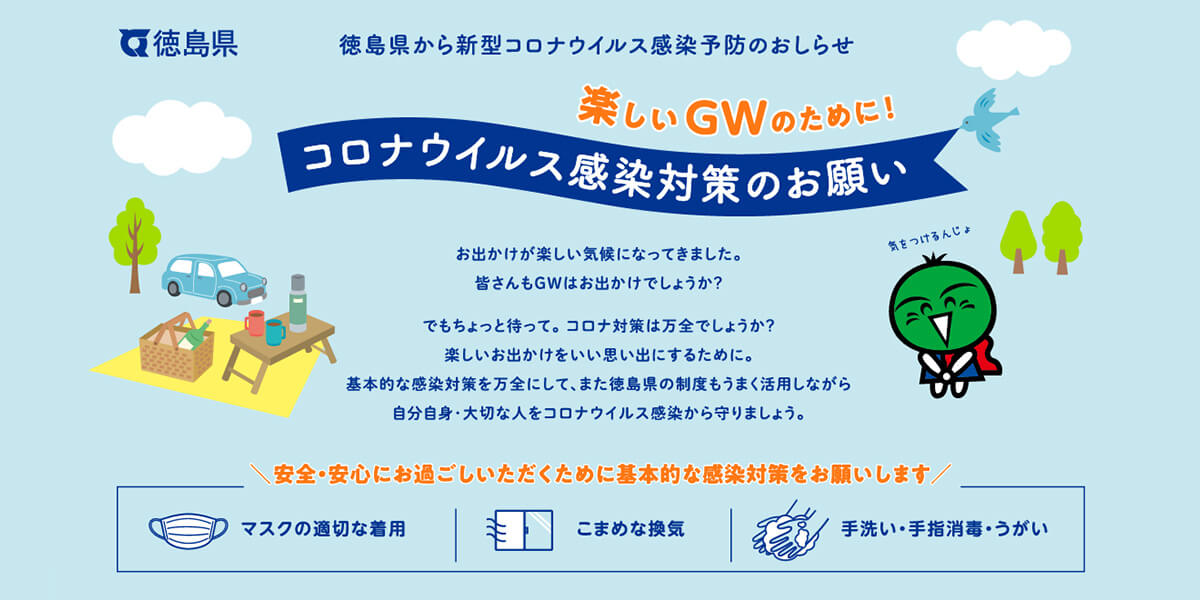 徳島県
徳島県から新型コロナウイルス感染予防のおしらせ
楽しいGWのために!
コロナウイルス感染対策のお願い
お出かけが楽しい気候になってきました。
皆さんもGWはお出かけでしょうか?
でもちょっと待って。コロナ対策は万全でしょうか?
楽しいお出かけをいい思い出にするために。
基本的な感染対策を万全にして、また徳島県の制度もうまく活用しながら
自分自身・大切な人をコロナウイルス感染から守りましょう。
気をつけるんじょ
\安全・安心にお過ごしいただくために基本的な感染対策をお願いします/
マスクの適切な着用
こまめな換気
手洗い・手指消毒・うがい